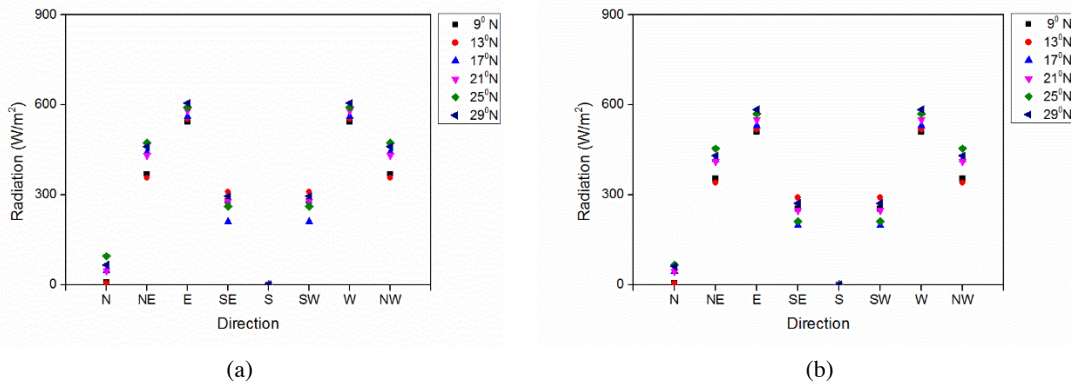 900
600
300
0
Radiation (W/m²)
N NE E SE S SW W NW
Direction
9⁰ N
13⁰N
17⁰N
21⁰N
25⁰N
29⁰N
(a)
900
600
300
0
Radiation (W/m²)
N NE E SE S SW W NW
Direction
9⁰ N
13⁰N
17⁰N
21⁰N
25⁰N
29⁰N
(b)